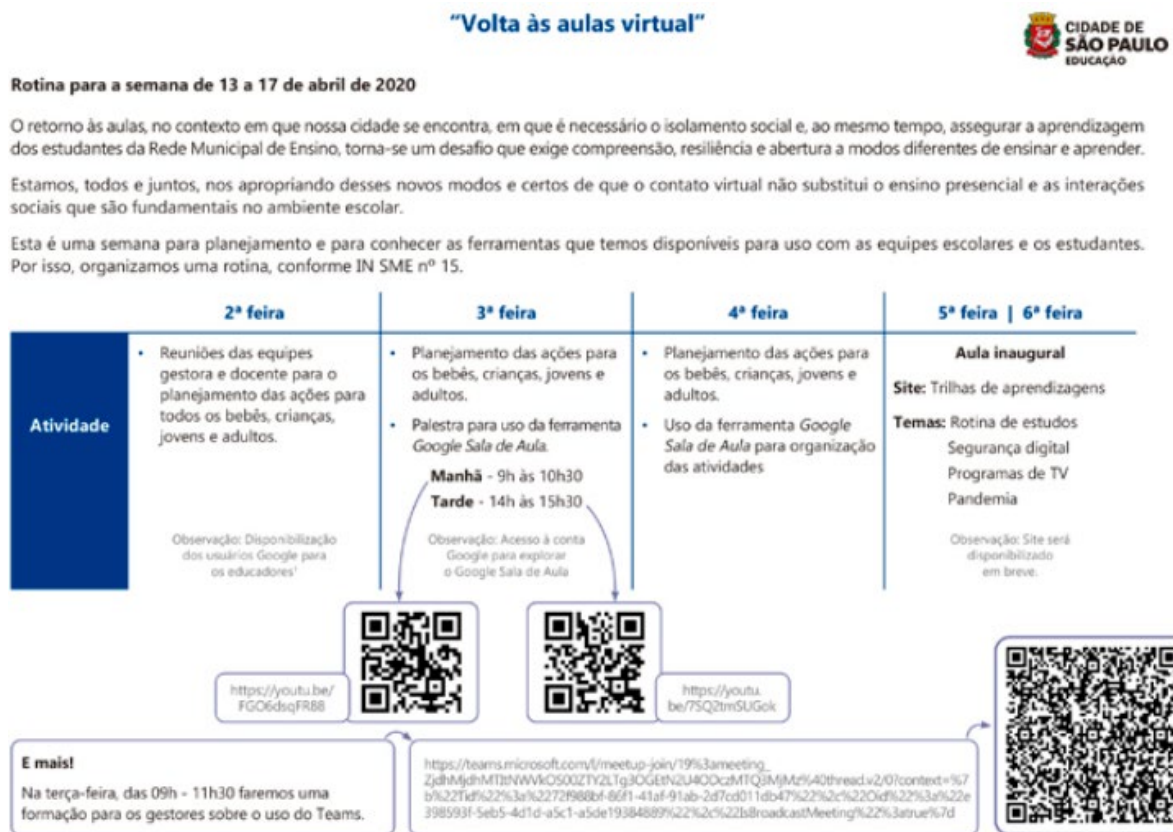 "Volta às aulas virtual"
CIDADE DE
SÃO PAULO
EDUCAÇÃO
Rotina para a semana de 13 a 17 de abril de 2020
O retorno às aulas, no contexto em que nossa cidade se encontra, em que é necessário o isolamento social e, ao mesmo tempo, assegurar a aprendizagem
dos estudantes da Rede Municipal de Ensino, torna-se um desafio que exige compreensão, resiliência e abertura a modos diferentes de ensinar e aprender.
Estamos, todos e juntos, nos apropriando desses novos modos e certos de que o contato virtual não substitui o ensino presencial e as interações
sociais que são fundamentais no ambiente escolar.
Esta é uma semana para planejamento e para conhecer as ferramentas que temos disponíveis para uso com as equipes escolares e os estudantes.
Por isso, organizamos uma rotina, conforme IN SME nº 15.
2ª feira
3ª feira
4ª feira
5ª feira | 6ª feira
Atividade
• Reuniões das equipes
gestora e docente para o
planejamento das ações para
todos os bebês, crianças,
jovens e adultos.
Observação: Disponibilização
dos usuários Google para
os educadores¹
• Planejamento das ações para
os bebês, crianças, jovens e
adultos.
• Palestra para uso da ferramenta
Google Sala de Aula.
Manhã - 9h às 10h30
Tarde - 14h às 15h30
Observação: Acesso à conta
Google para explorar
o Google Sala de Aula
• Planejamento das ações para
os bebês, crianças, jovens e
adultos.
• Uso da ferramenta Google
Sala de Aula para organização
das atividades
Aula inaugural
Site: Trilhas de aprendizagens
Temas: Rotina de estudos
Segurança digital
Programas de TV
Pandemia
Observação: Site será
disponibilizado
em breve.
https://youtu.be/
FGO6dsqFR88
https://youtu.
be/7SQ2tmSUGok
E mais!
Na terça-feira, das 09h - 11h30 faremos uma
formação para os gestores sobre o uso do Teams.
https://teams.microsoft.com/l/meetup-join/19%3ameeting_